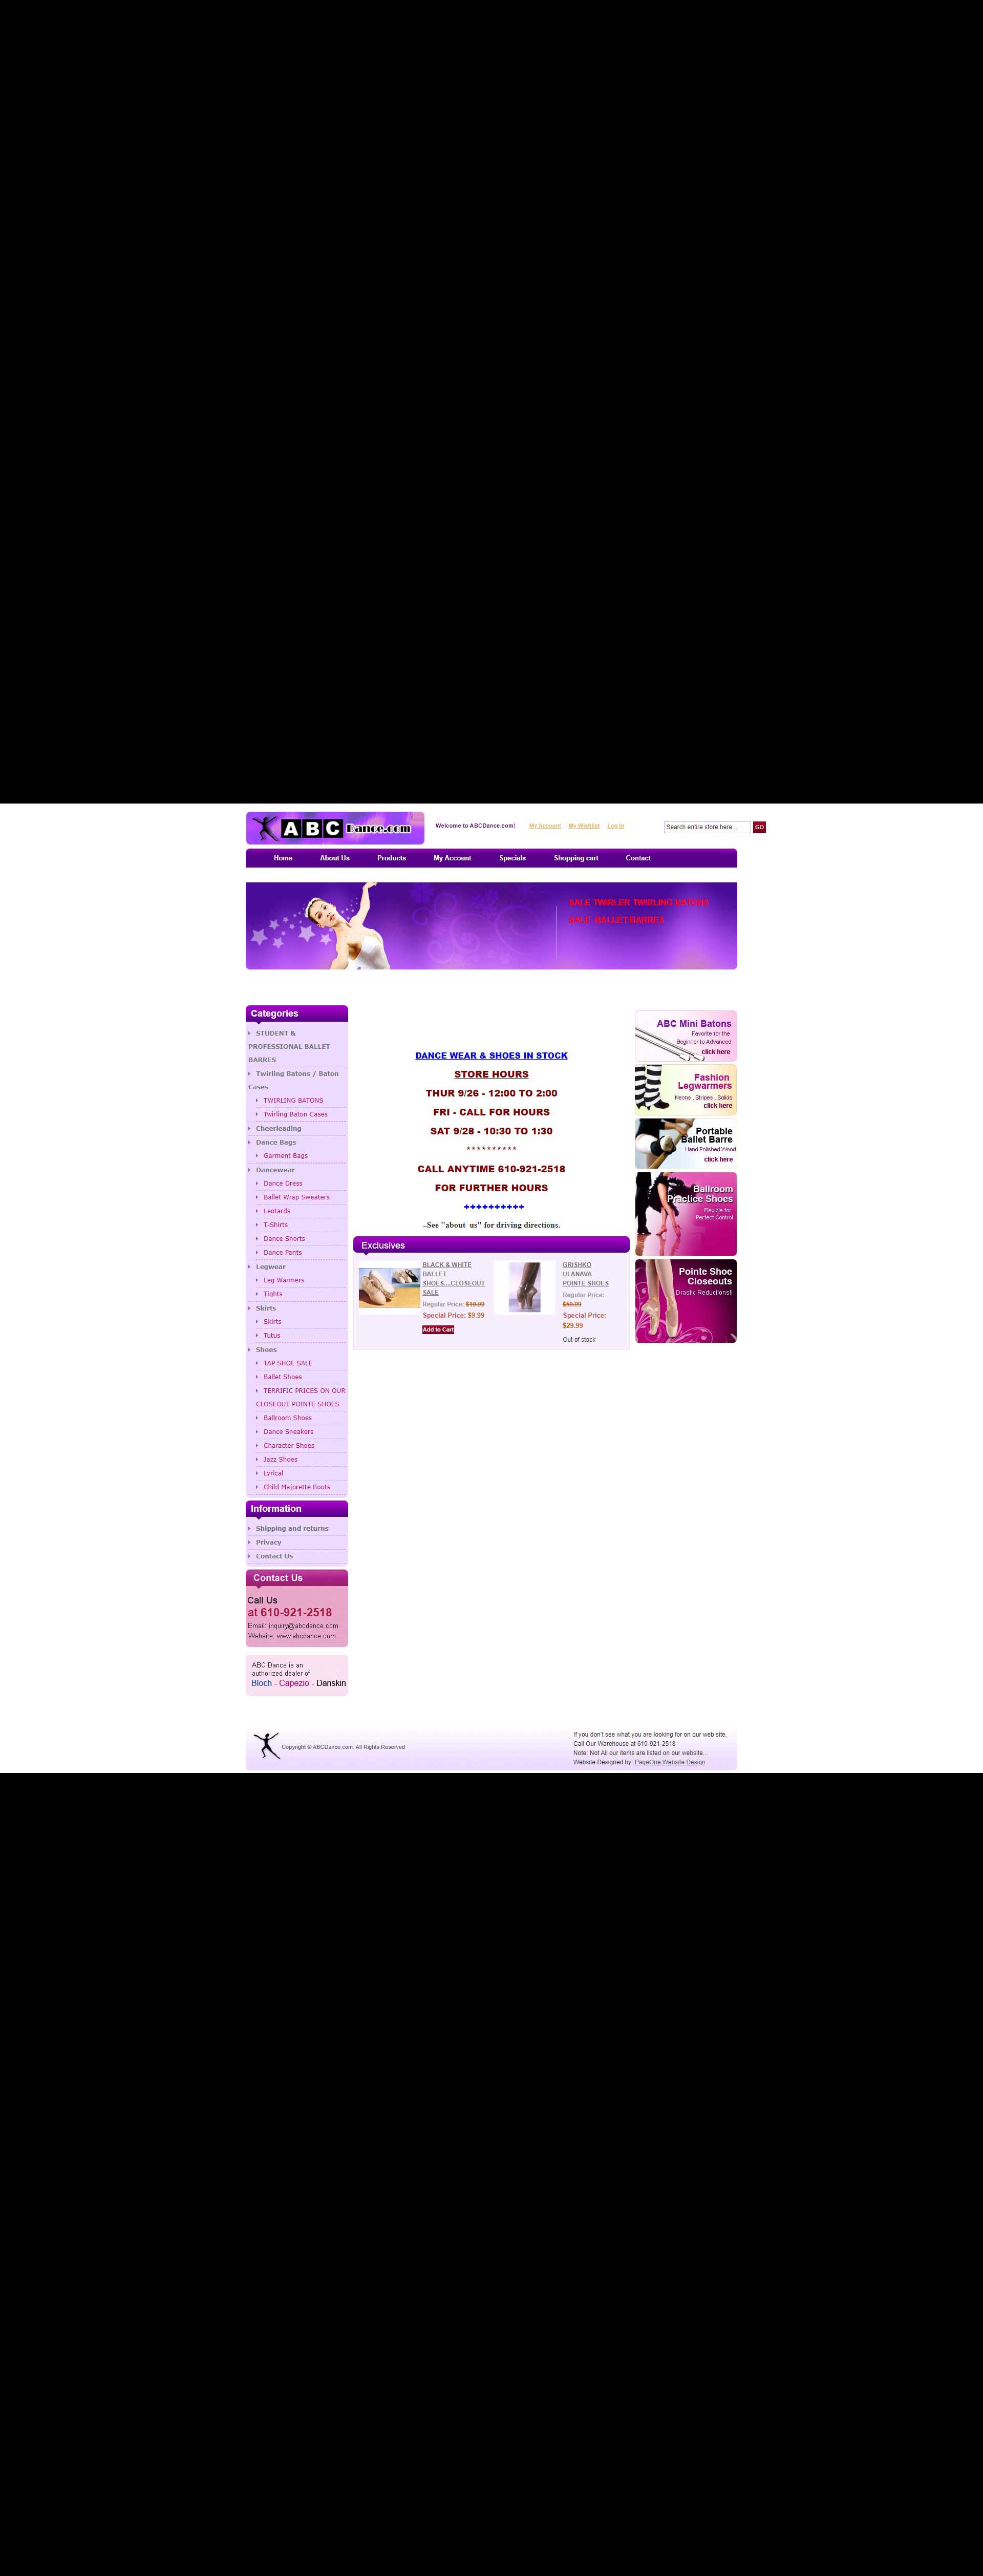 ABC Dance.com
Welcome to ABCDance.com!
My Account
My Wishlist
Log In
Search entire store here...
GO
Home
About Us
Products
My Account
Specials
Shopping cart
Contact
SALE TWIRLER TWIRLING BATONS
SALE BALLET BARRES
Categories
STUDENT &
PROFESSIONAL BALLET
BARRES
Twirling Batons / Baton
Cases
TWIRLING BATONS
Twirling Baton Cases
Cheerleading
Dance Bags
Garment Bags
Dancewear
Dance Dress
Ballet Wrap Sweaters
Leotards
T-Shirts
Dance Shorts
Dance Pants
Legwear
Leg Warmers
Tights
Skirts
Skirts
Tutus
Shoes
TAP SHOE SALE
Ballet Shoes
TERRIFIC PRICES ON OUR
CLOSEOUT POINTE SHOES
Ballroom Shoes
Dance Sneakers
Character Shoes
Jazz Shoes
Lyrical
Child Majorette Boots
Information
Shipping and returns
Privacy
Contact Us
Contact Us
Call Us
at 610-921-2518
Email: inquiry@abcdance.com
Website: www.abcdance.com
ABC Dance is an
authorized dealer of
Bloch - Capezio - Danskin
DANCE WEAR & SHOES IN STOCK
STORE HOURS
THUR 9/26 - 12:00 TO 2:00
FRI - CALL FOR HOURS
SAT 9/28 - 10:30 TO 1:30
**********
CALL ANYTIME 610-921-2518
FOR FURTHER HOURS
++++++++++
--See "about us" for driving directions.
Exclusives
BLACK & WHITE
BALLET
SHOES....CLOSEOUT
SALE
Regular Price: $19.99
Special Price: $9.99
Add to Cart
GRISHKO
ULANAVA
POINTE SHOES
Regular Price:
$59.99
Special Price:
$29.99
Out of stock
ABC Mini Batons
Favorite for the
Beginner to Advanced
click here
Fashion
Legwarmers
Neons...Stripes...Solids
click here
Portable
Ballet Barre
Hand Polished Wood
click here
Ballroom
Practice Shoes
Flexible for
Perfect Control
Pointe Shoe
Closeouts
Drastic Reductions!!
Copyright © ABCDance.com. All Rights Reserved
If you don't see what you are looking for on our web site,
Call Our Warehouse at 610-921-2518
Note: Not All our items are listed on our website...
Website Designed by: PageOne Website Design